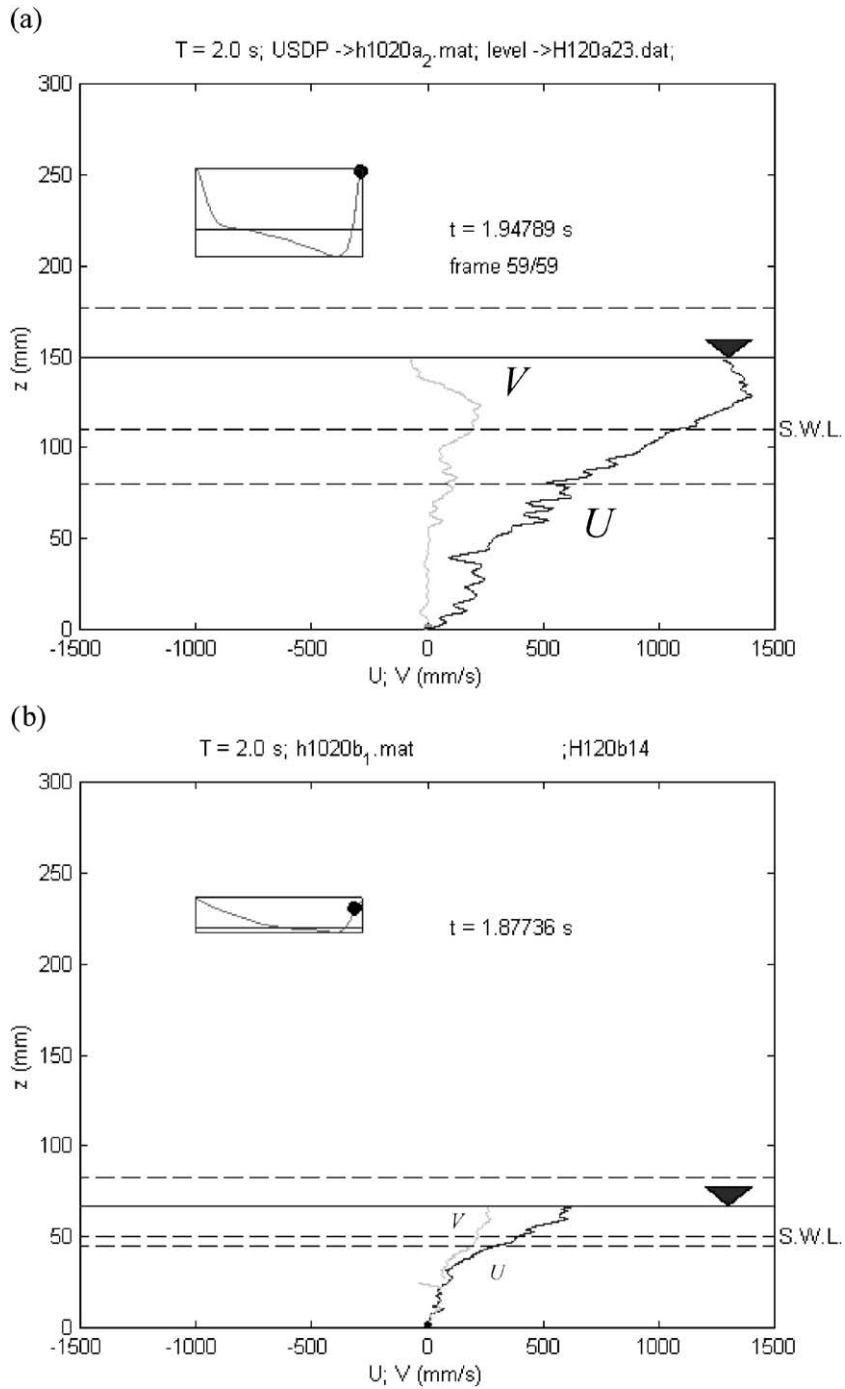 (a)
T = 2.0 s; USDP ->h1020a2.mat; level ->H120a23.dat;
300
250
200
150
100
50
0
z (mm)
t = 1.94789 s
frame 59/59
V
S.W.L.
U
-1500 -1000 -500 0 500 1000 1500
U; V (mm/s)
(b)
T = 2.0 s; h1020b1.mat ;H120b14
300
250
200
150
100
50
0
z (mm)
t = 1.87736 s
V
S.W.L.
U
-1500 -1000 -500 0 500 1000 1500
U; V (mm/s)